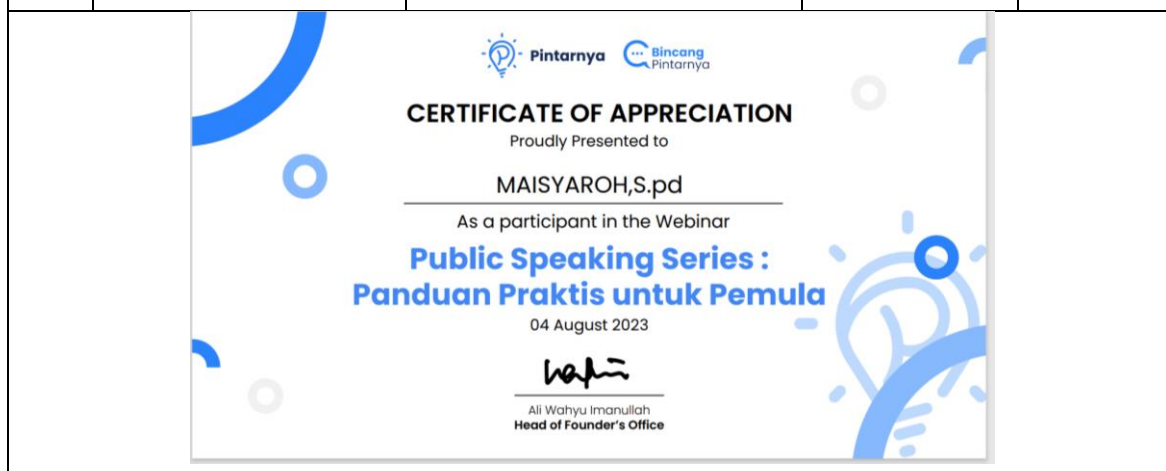 Pintarnya
Bincang
Pintarnya
CERTIFICATE OF APPRECIATION
Proudly Presented to
MAISYAROH,S.pd
As a participant in the Webinar
Public Speaking Series :
Panduan Praktis untuk Pemula
04 August 2023
Ali Wahyu Imanullah
Head of Founder's Office